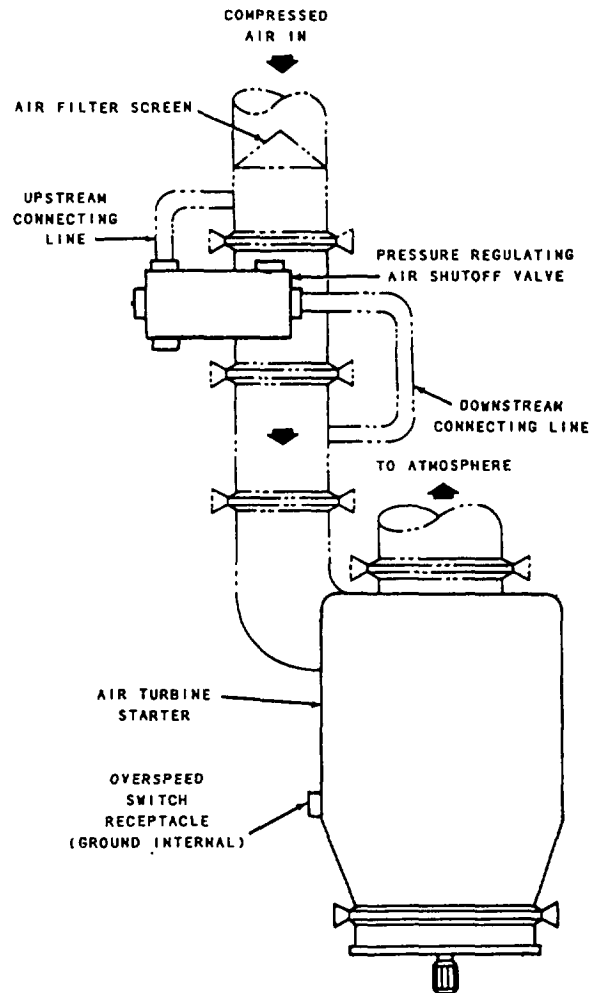 COMPRESSED
AIR IN
AIR FILTER SCREEN
UPSTREAM
CONNECTING
LINE
PRESSURE REGULATING
AIR SHUTOFF VALVE
DOWNSTREAM
CONNECTING LINE
TO ATMOSPHERE
AIR TURBINE
STARTER
OVERSPEED
SWITCH
RECEPTACLE
(GROUND INTERNAL)